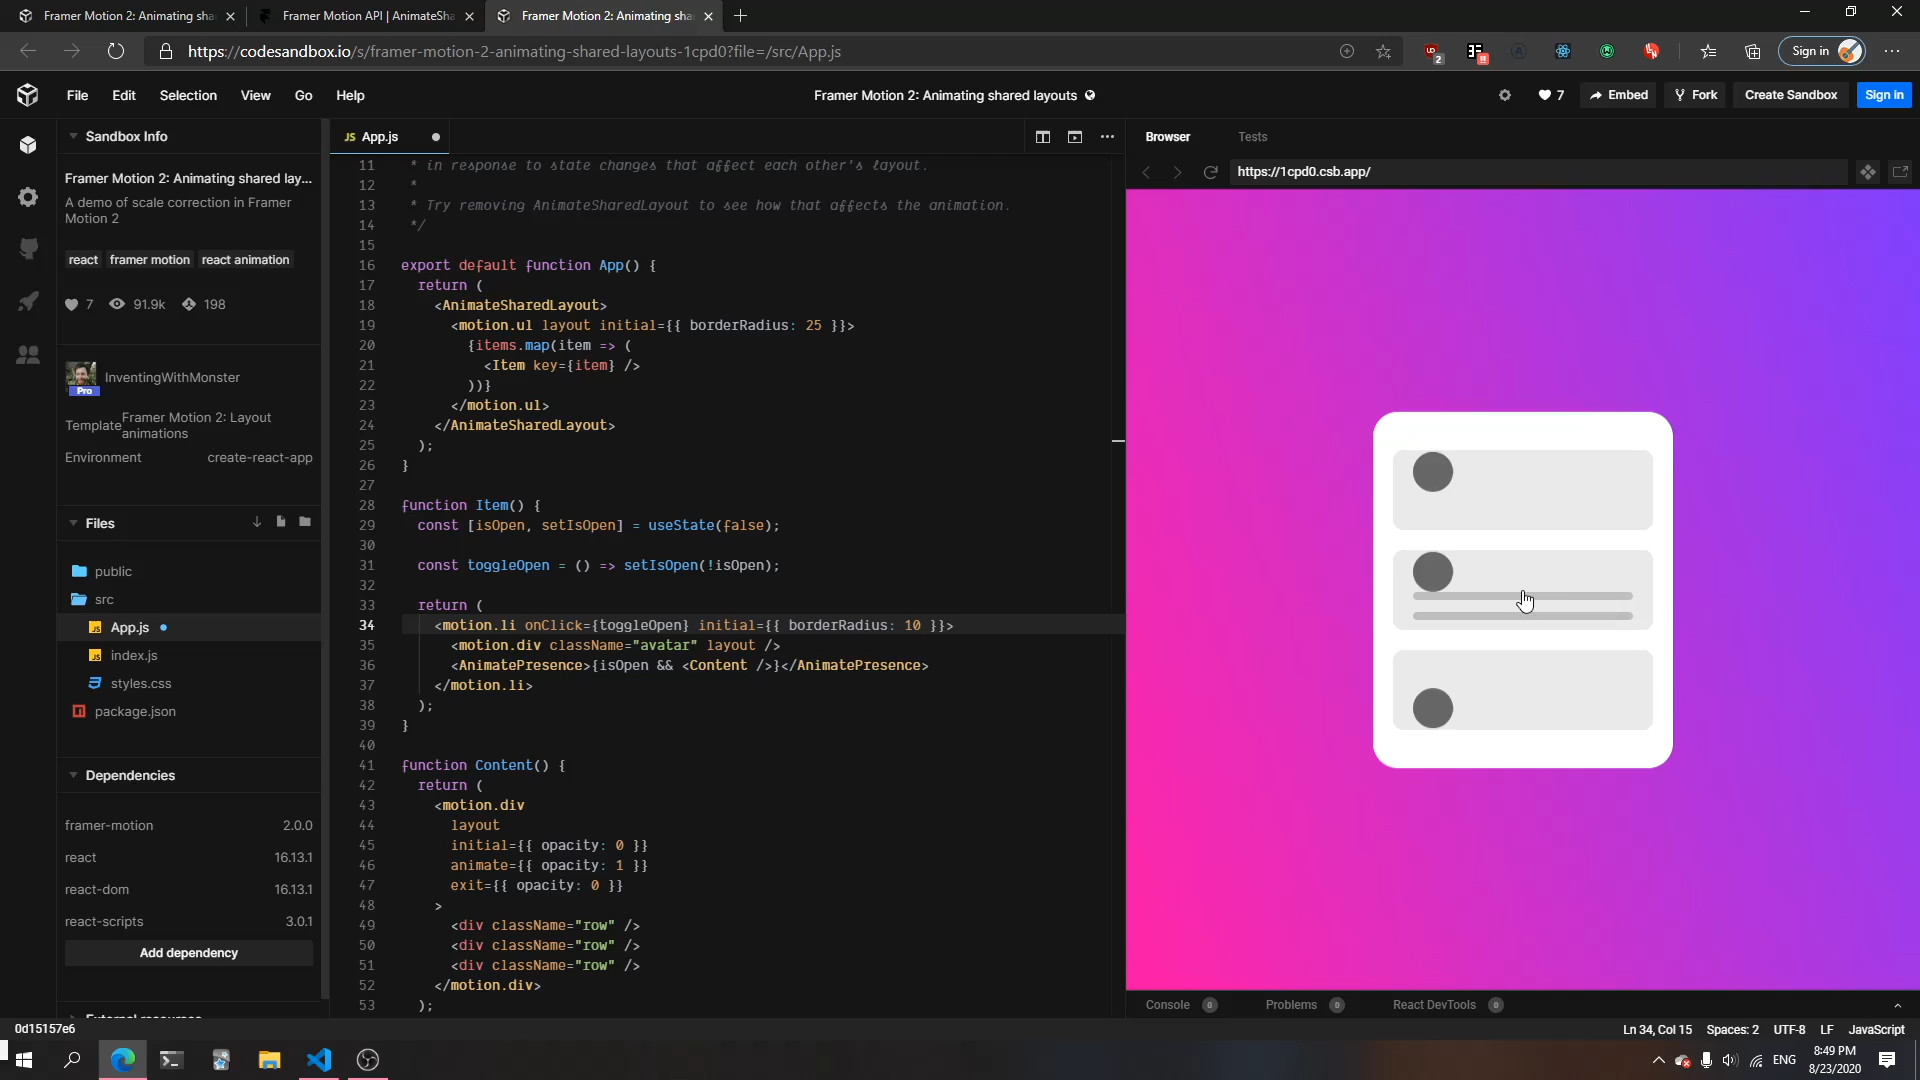 Framer Motion 2: Animating sha
Framer Motion API | AnimateSha
Framer Motion 2: Animating sha
https://codesandbox.io/s/framer-motion-2-animating-shared-layouts-1cpd0?file=/src/App.js
2
Sign in
File
Edit
Selection
View
Go
Help
Framer Motion 2: Animating shared layouts
7
Embed
Fork
Create Sandbox
Sign in
Sandbox Info
Framer Motion 2: Animating shared lay...
A demo of scale correction in Framer
Motion 2
react framer motion react animation
7 91.9k 198
Pro
InventingWithMonster
Template Framer Motion 2: Layout
animations
Environment create-react-app
Files
public
src
App.js
index.js
styles.css
package.json
Dependencies
framer-motion 2.0.0
react 16.13.1
react-dom 16.13.1
react-scripts 3.0.1
Add dependency
External resources
JS App.js
11 * in response to state changes that affect each other's layout.
12 *
13 * Try removing AnimateSharedLayout to see how that affects the animation.
14 */
15
16 export default function App() {
17 return (
18 <AnimateSharedLayout>
19 <motion.ul layout initial={{ borderRadius: 25 }}>
20 {items.map(item => (
21 <Item key={item} />
22 ))}
23 </motion.ul>
24 </AnimateSharedLayout>
25 );
26 }
27
28 function Item() {
29 const [isOpen, setIsOpen] = useState(false);
30
31 const toggleOpen = () => setIsOpen(!isOpen);
32
33 return (
34 <motion.li onClick={toggleOpen} initial={{ borderRadius: 10 }}>
35 <motion.div className="avatar" layout />
36 <AnimatePresence>{isOpen && <Content />}</AnimatePresence>
37 </motion.li>
38 );
39 }
40
41 function Content() {
42 return (
43 <motion.div
44 layout
45 initial={{ opacity: 0 }}
46 animate={{ opacity: 1 }}
47 exit={{ opacity: 0 }}
48 >
49 <div className="row" />
50 <div className="row" />
51 <div className="row" />
52 </motion.div>
53 );
Browser
Tests
https://1cpd0.csb.app/
Console 0
Problems 0
React DevTools 0
0d15157e6
Ln 34, Col 15 Spaces: 2 UTF-8 LF JavaScript
ENG
8:49 PM
8/23/2020